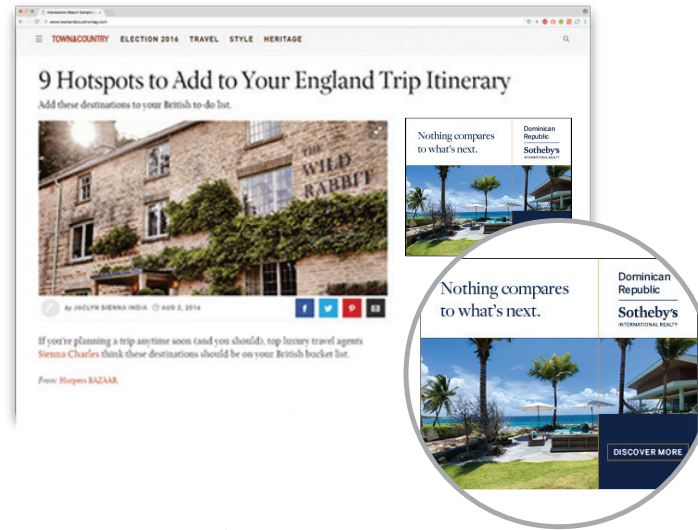 www.townandcountrymag.com
TOWN&COUNTRY ELECTION 2016 TRAVEL STYLE HERITAGE
9 Hotspots to Add to Your England Trip Itinerary
Add these destinations to your British to-do list.
THE
WILD
RABBIT
By JACLYN SIENNA INDIA AUG 2, 2016
If you're planning a trip anytime soon (and you should), top luxury travel agents
Sienna Charles think these destinations should be on your British bucket list.
From: Harpers BAZAAR
Nothing compares
to what's next.
Dominican
Republic
Sotheby's
INTERNATIONAL REALTY
Nothing compares
to what's next.
Dominican
Republic
Sotheby's
INTERNATIONAL REALTY
DISCOVER MORE